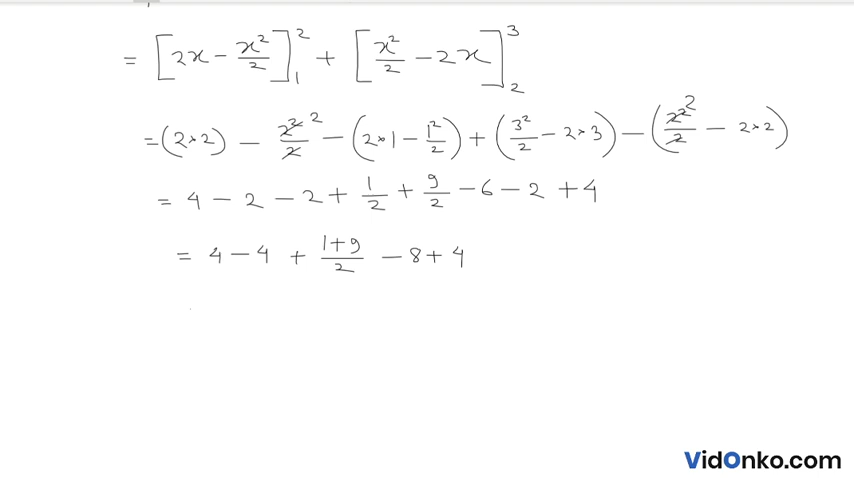 = [2x − x²/2]₁² + [x²/2 − 2x]₂³
= (2×2) − 2²/2 2 − (2×1 − 1²/2) + (3²/2 − 2×3) − (2²/2 2 − 2×2)
= 4 − 2 − 2 + 1/2 + 9/2 − 6 − 2 + 4
= 4 − 4 + (1+9)/2 − 8 + 4
VidOnko.com